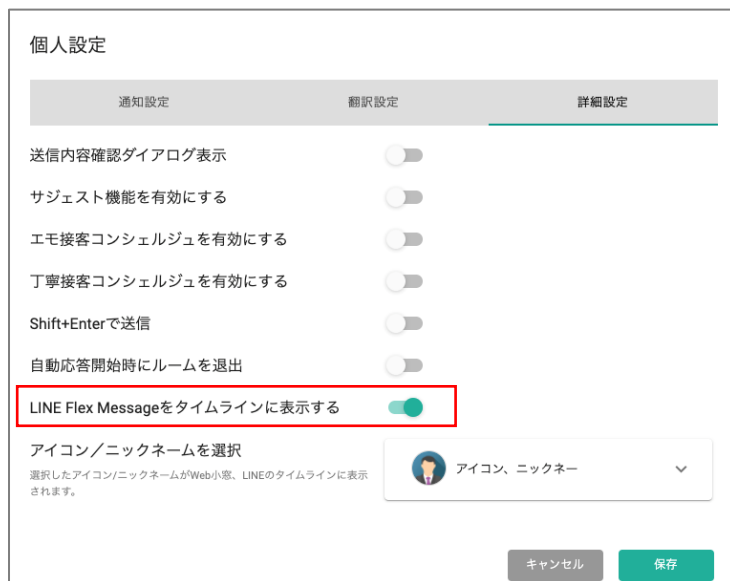 個人設定
通知設定 翻訳設定 詳細設定
送信内容確認ダイアログ表示
サジェスト機能を有効にする
エモ接客コンシェルジュを有効にする
丁寧接客コンシェルジュを有効にする
Shift+Enterで送信
自動応答開始時にルームを退出
LINE Flex Messageをタイムラインに表示する
アイコン／ニックネームを選択
選択したアイコン/ニックネームがWeb小窓、LINEのタイムラインに表示
されます。
アイコン、ニックネー
キャンセル 保存